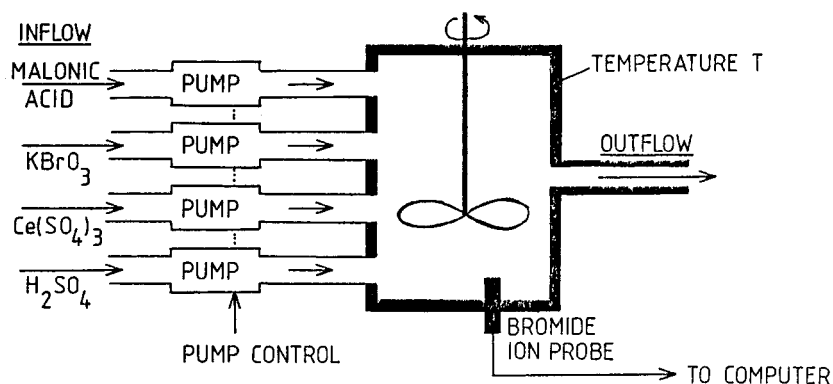 INFLOW
MALONIC
ACID
PUMP
KBrO3
PUMP
Ce(SO4)3
PUMP
H2SO4
PUMP
PUMP CONTROL
TEMPERATURE T
OUTFLOW
BROMIDE
ION PROBE
TO COMPUTER